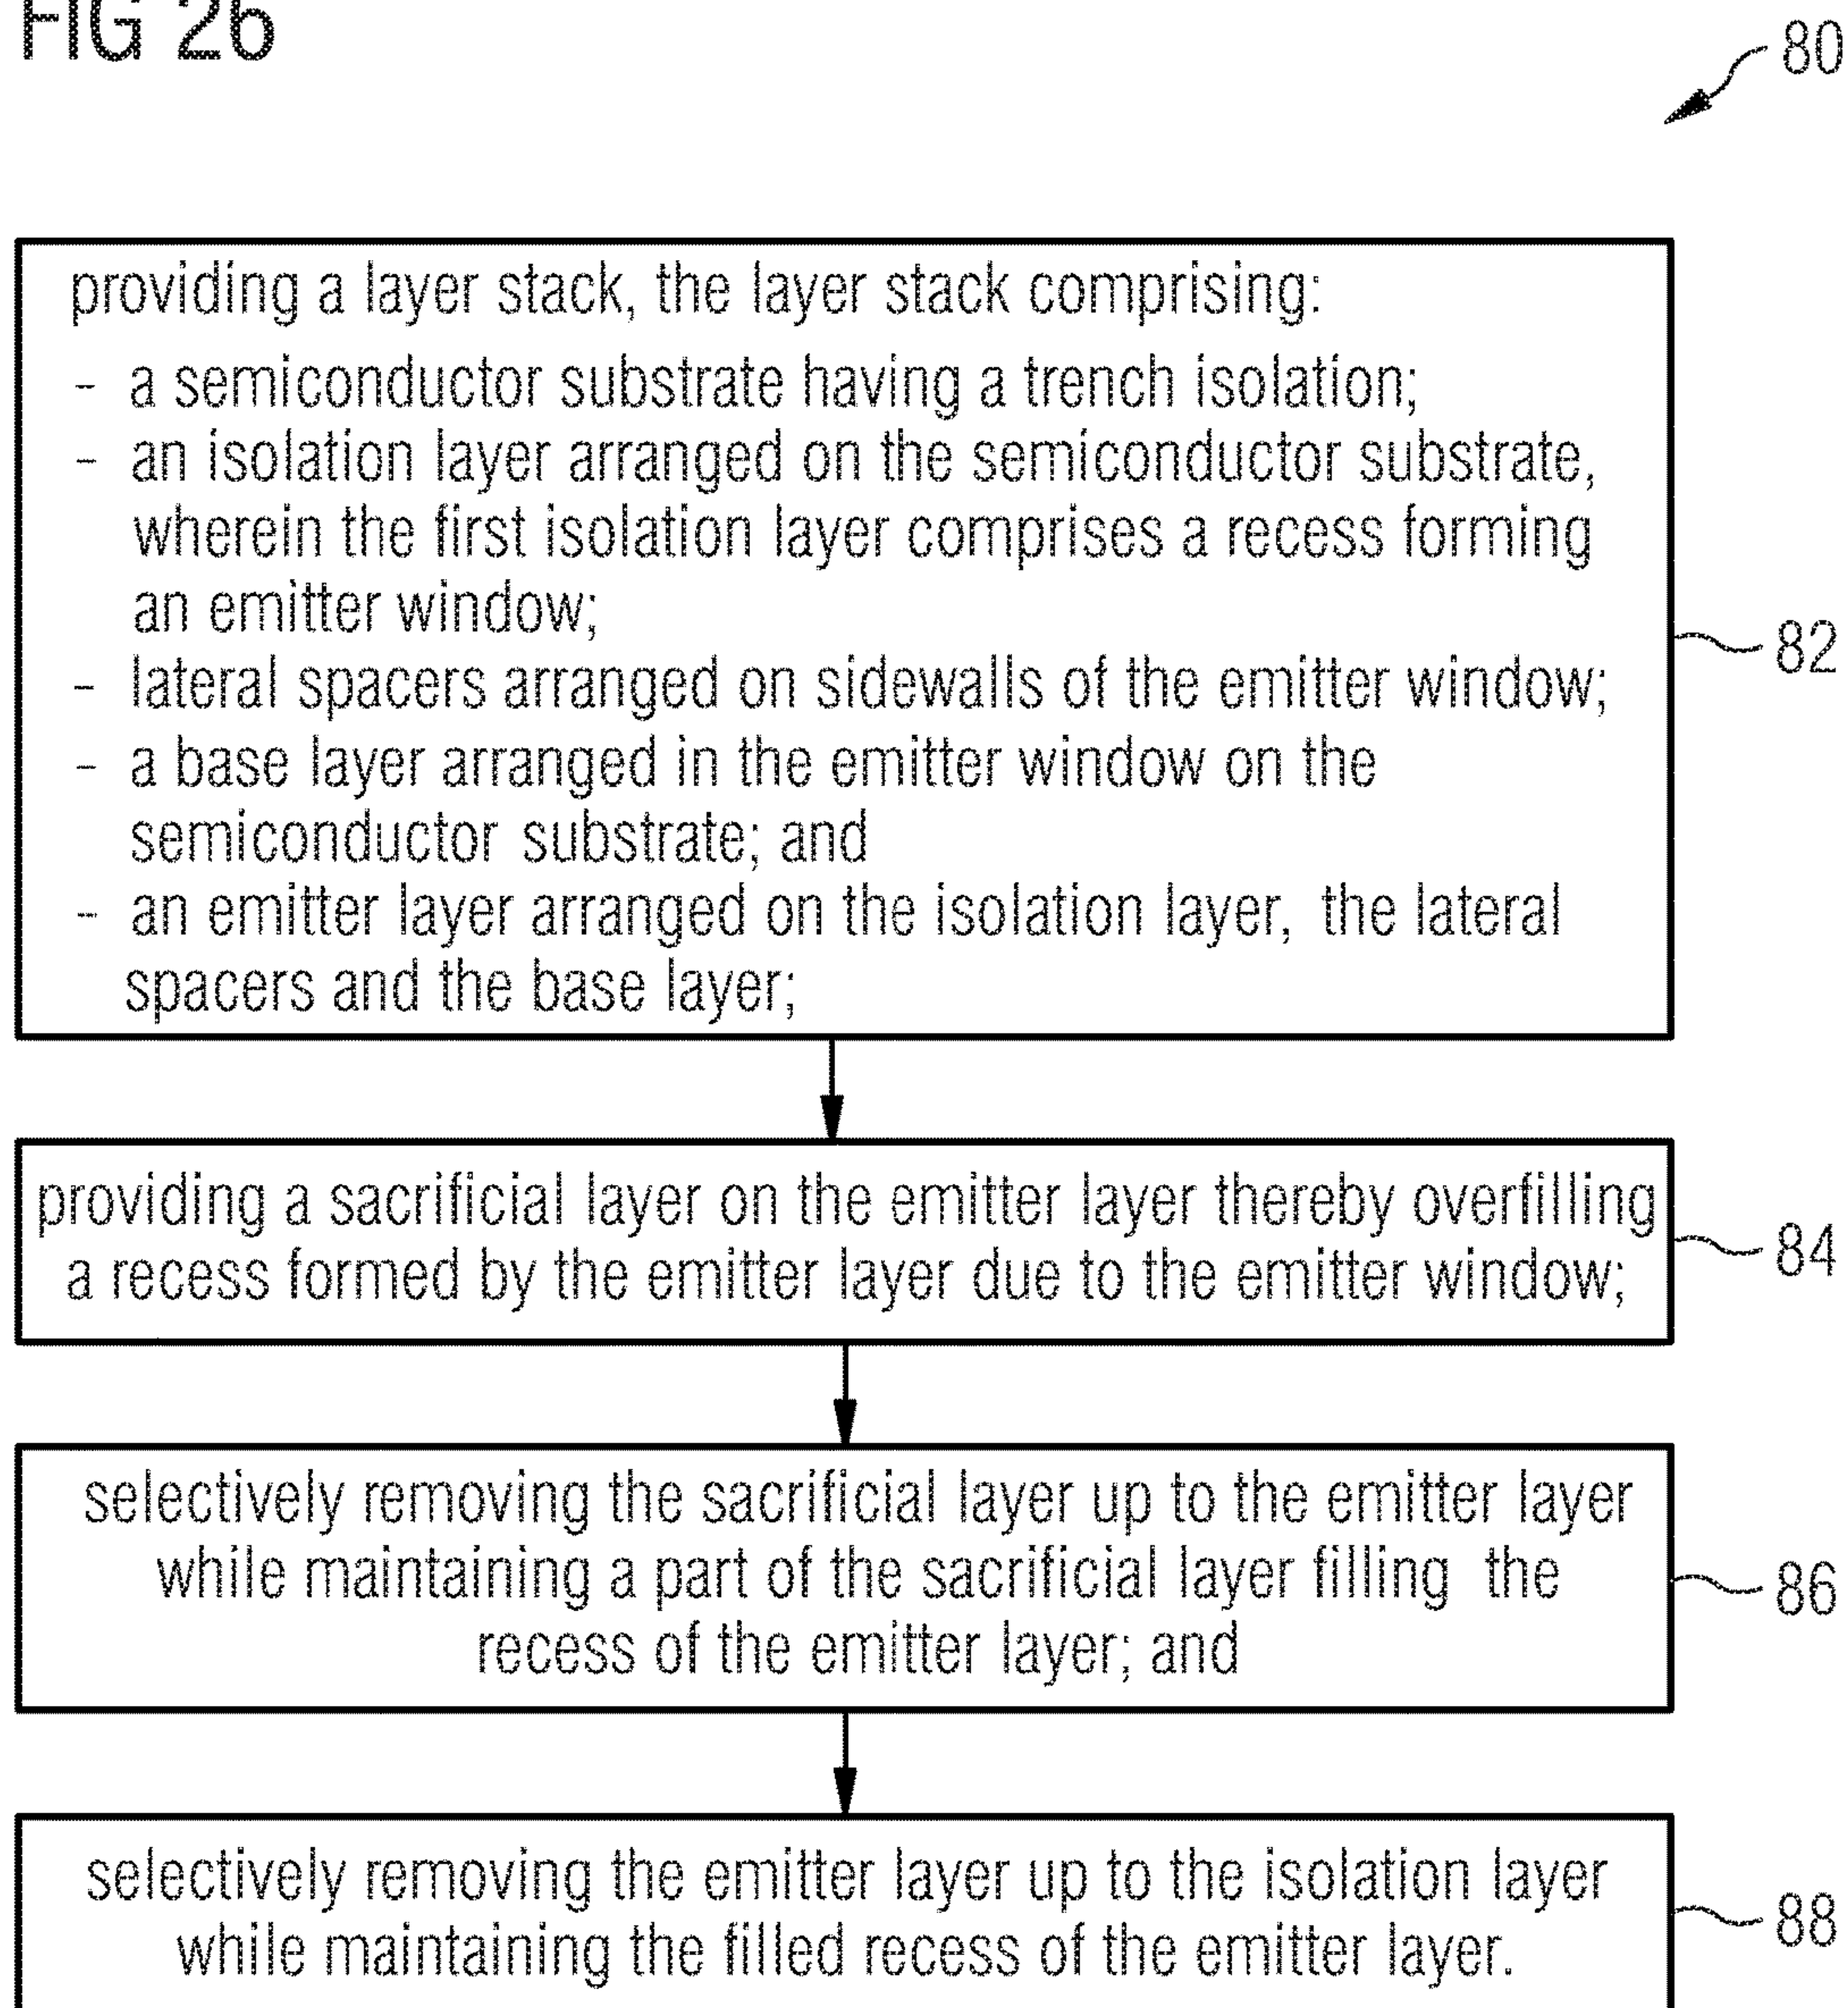 FIG 26
80
providing a layer stack, the layer stack comprising:
- a semiconductor substrate having a trench isolation;
- an isolation layer arranged on the semiconductor substrate,
wherein the first isolation layer comprises a recess forming
an emitter window;
- lateral spacers arranged on sidewalls of the emitter window;
- a base layer arranged in the emitter window on the
semiconductor substrate; and
- an emitter layer arranged on the isolation layer, the lateral
spacers and the base layer;
82
providing a sacrificial layer on the emitter layer thereby overfilling
a recess formed by the emitter layer due to the emitter window;
84
selectively removing the sacrificial layer up to the emitter layer
while maintaining a part of the sacrificial layer filling the
recess of the emitter layer; and
86
selectively removing the emitter layer up to the isolation layer
while maintaining the filled recess of the emitter layer.
88